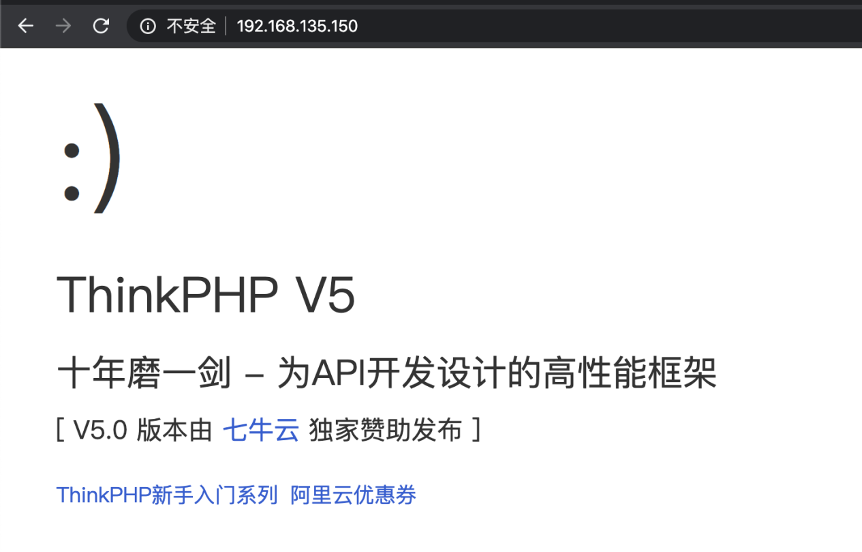 不安全 192.168.135.150
:)
ThinkPHP V5
十年磨一剑 – 为API开发设计的高性能框架
[ V5.0 版本由 七牛云 独家赞助发布 ]
ThinkPHP新手入门系列 阿里云优惠券